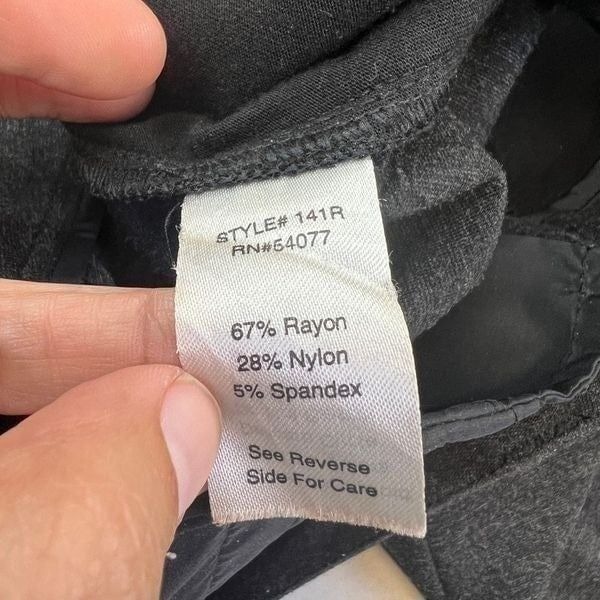 STYLE# 141R
RN#54077
67% Rayon
28% Nylon
5% Spandex
See Reverse
Side For Care